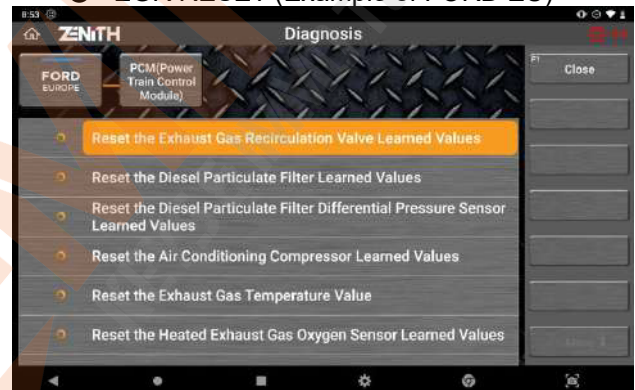 8:53
ZENITH
Diagnosis
FORD
EUROPE
PCM(Power
Train Control
Module)
F1
Close
Reset the Exhaust Gas Recirculation Valve Learned Values
Reset the Diesel Particulate Filter Learned Values
Reset the Diesel Particulate Filter Differential Pressure Sensor
Learned Values
Reset the Air Conditioning Compressor Learned Values
Reset the Exhaust Gas Temperature Value
Reset the Heated Exhaust Gas Oxygen Sensor Learned Values